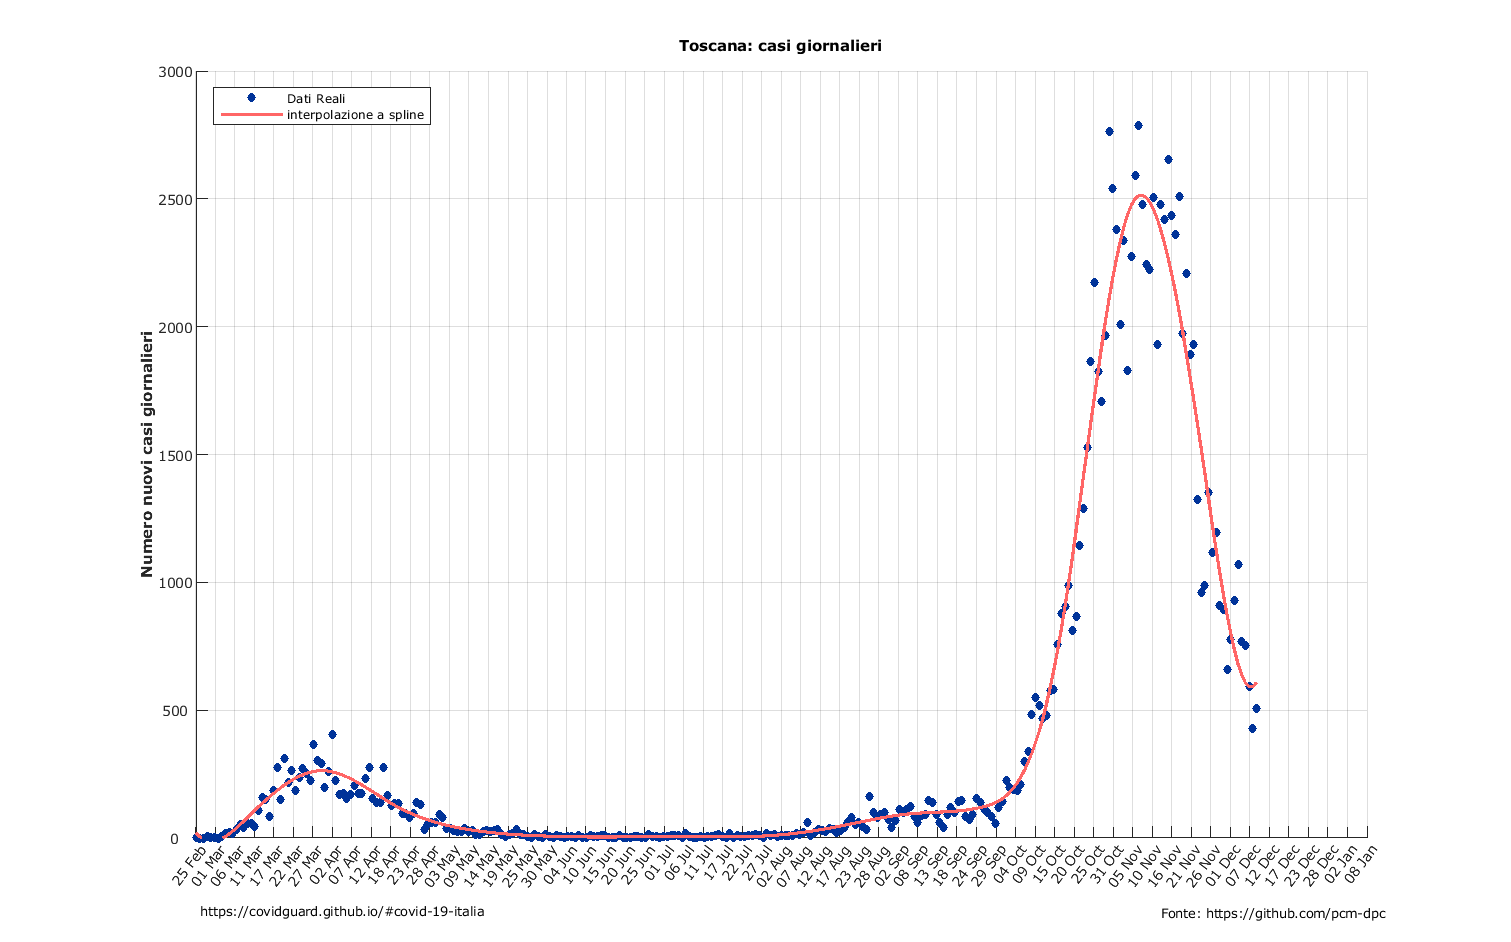 Toscana: casi giornalieri
3000
2500
2000
1500
1000
500
0
Numero nuovi casi giornalieri
Dati Reali
interpolazione a spline
25 Feb
01 Mar
06 Mar
11 Mar
17 Mar
22 Mar
27 Mar
02 Apr
07 Apr
12 Apr
18 Apr
23 Apr
28 Apr
03 May
09 May
14 May
19 May
25 May
30 May
04 Jun
10 Jun
15 Jun
20 Jun
25 Jun
01 Jul
06 Jul
11 Jul
17 Jul
22 Jul
27 Jul
02 Aug
07 Aug
12 Aug
17 Aug
23 Aug
28 Aug
02 Sep
08 Sep
13 Sep
18 Sep
24 Sep
29 Sep
04 Oct
09 Oct
15 Oct
20 Oct
25 Oct
31 Oct
05 Nov
10 Nov
16 Nov
21 Nov
26 Nov
01 Dec
07 Dec
12 Dec
17 Dec
23 Dec
28 Dec
02 Jan
08 Jan
https://covidguard.github.io/#covid-19-italia
Fonte: https://github.com/pcm-dpc